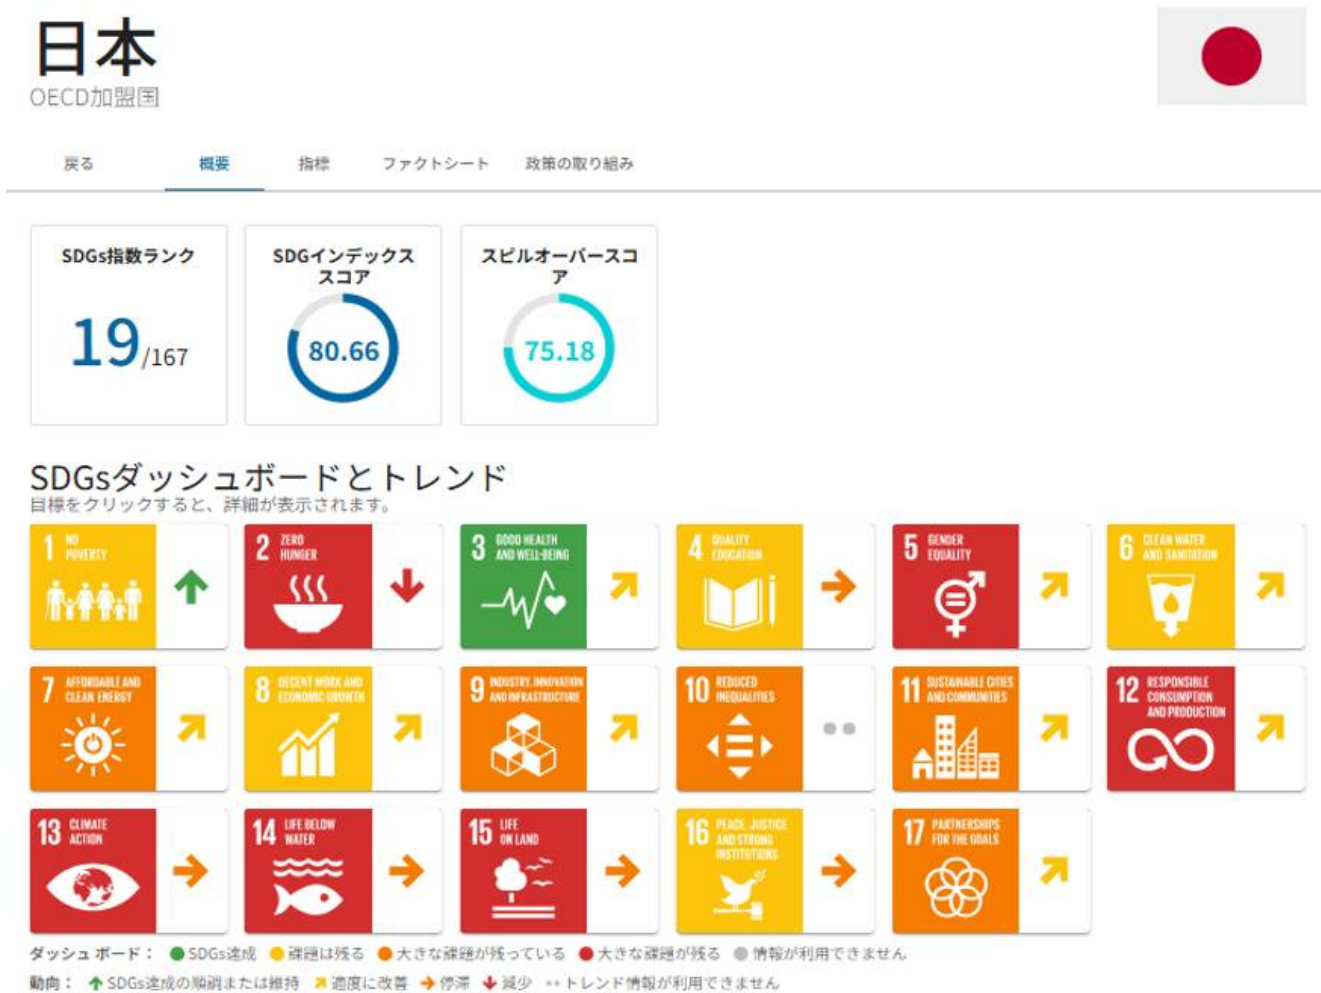 日本
OECD加盟国
戻る 概要 指標 ファクトシート 政策の取り組み
SDGs指数ランク
19/167
SDGインデックス
スコア
80.66
スピルオーバースコ
ア
75.18
SDGsダッシュボードとトレンド
目標をクリックすると、詳細が表示されます。
1 NO
POVERTY
2 ZERO
HUNGER
3 GOOD HEALTH
AND WELL-BEING
4 QUALITY
EDUCATION
5 GENDER
EQUALITY
6 CLEAN WATER
AND SANITATION
7 AFFORDABLE AND
CLEAN ENERGY
8 DECENT WORK AND
ECONOMIC GROWTH
9 INDUSTRY, INNOVATION
AND INFRASTRUCTURE
10 REDUCED
INEQUALITIES
11 SUSTAINABLE CITIES
AND COMMUNITIES
12 RESPONSIBLE
CONSUMPTION
AND PRODUCTION
13 CLIMATE
ACTION
14 LIFE BELOW
WATER
15 LIFE
ON LAND
16 PEACE, JUSTICE
AND STRONG
INSTITUTIONS
17 PARTNERSHIPS
FOR THE GOALS
ダッシュ ボード： SDGs達成 課題は残る 大きな課題が残っている 大きな課題が残る 情報が利用できません
動向： SDGs達成の順調または維持 適度に改善 停滞 減少 トレンド情報が利用できません